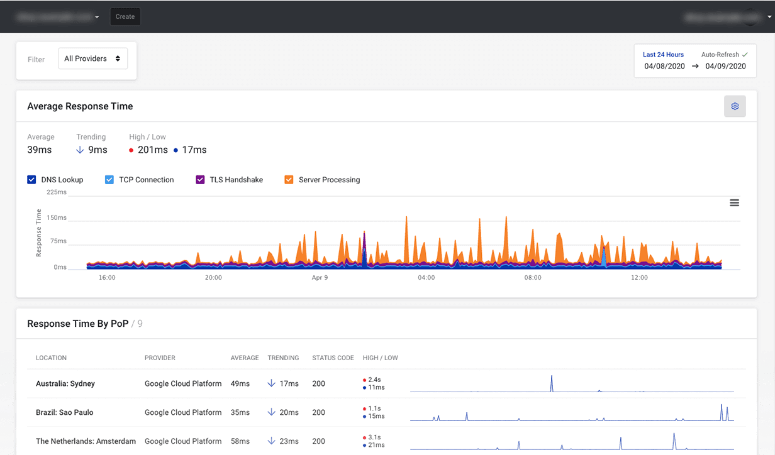 Create
Filter
All Providers
Last 24 Hours
Auto-Refresh
04/08/2020 → 04/09/2020
Average Response Time
Average
Trending
High / Low
39ms
9ms
201ms
17ms
DNS Lookup
TCP Connection
TLS Handshake
Server Processing
225ms
150ms
75ms
0ms
Response Time
16:00
20:00
Apr 9
04:00
08:00
12:00
Response Time By PoP / 9
LOCATION PROVIDER AVERAGE TRENDING STATUS CODE HIGH / LOW
Australia: Sydney Google Cloud Platform 49ms 17ms 200 2.4s
11ms
Brazil: Sao Paulo Google Cloud Platform 35ms 20ms 200 1.1s
15ms
The Netherlands: Amsterdam Google Cloud Platform 58ms 23ms 200 3.1s
21ms